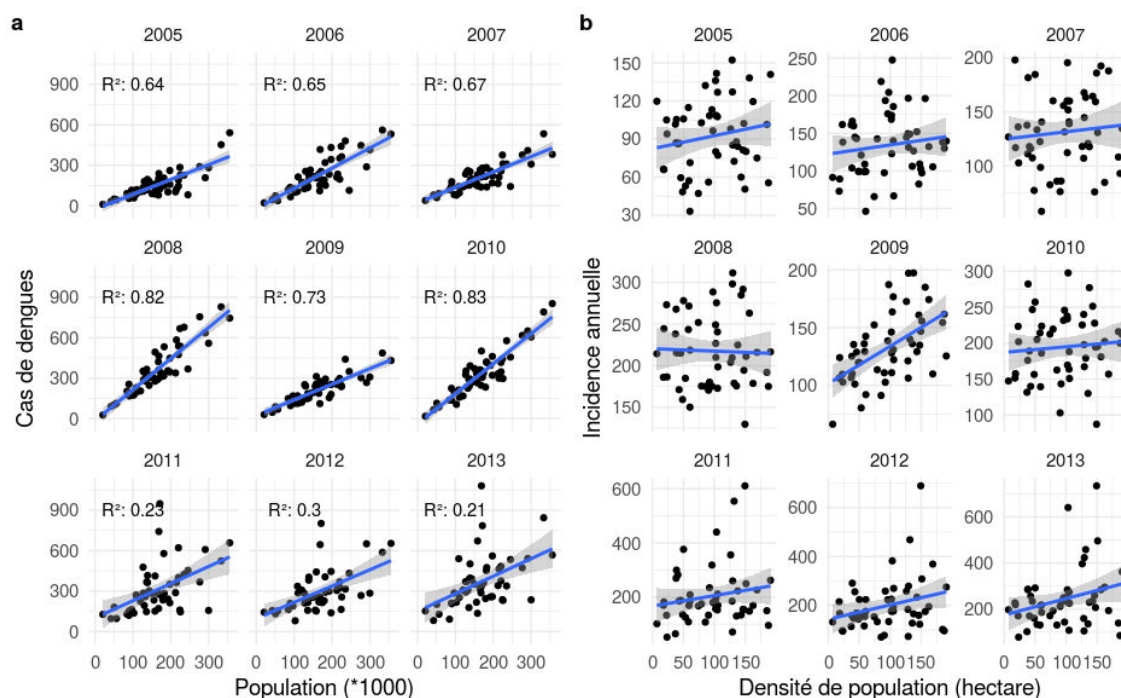 a
2005 2006 2007
R²: 0.64 R²: 0.65 R²: 0.67
900
600
300
0
2008 2009 2010
R²: 0.82 R²: 0.73 R²: 0.83
900
600
300
0
2011 2012 2013
R²: 0.23 R²: 0.3 R²: 0.21
900
600
300
0
0 100 200 300 0 100 200 300 0 100 200 300
Cas de dengues
Population (*1000)
b
2005 2006 2007
150 250 200
120 200 150
90 150 100
60 100
30 50
2008 2009 2010
300 200 300
250 150 250
200 100 200
150 150
100
2011 2012 2013
600 600 600
400 400 400
200 200 200
0 50 100 150 0 50 100 150 0 50 100 150
Incidence annuelle
Densité de population (hectare)